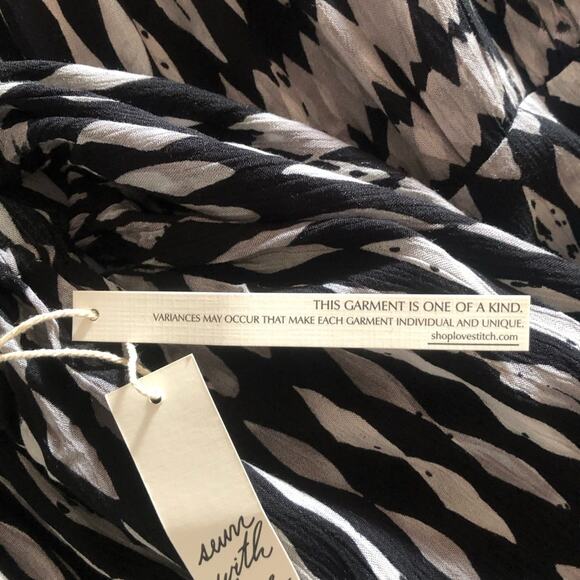 THIS GARMENT IS ONE OF A KIND.
VARIANCES MAY OCCUR THAT MAKE EACH GARMENT INDIVIDUAL AND UNIQUE.
shoplovestitch.com
sewn
with